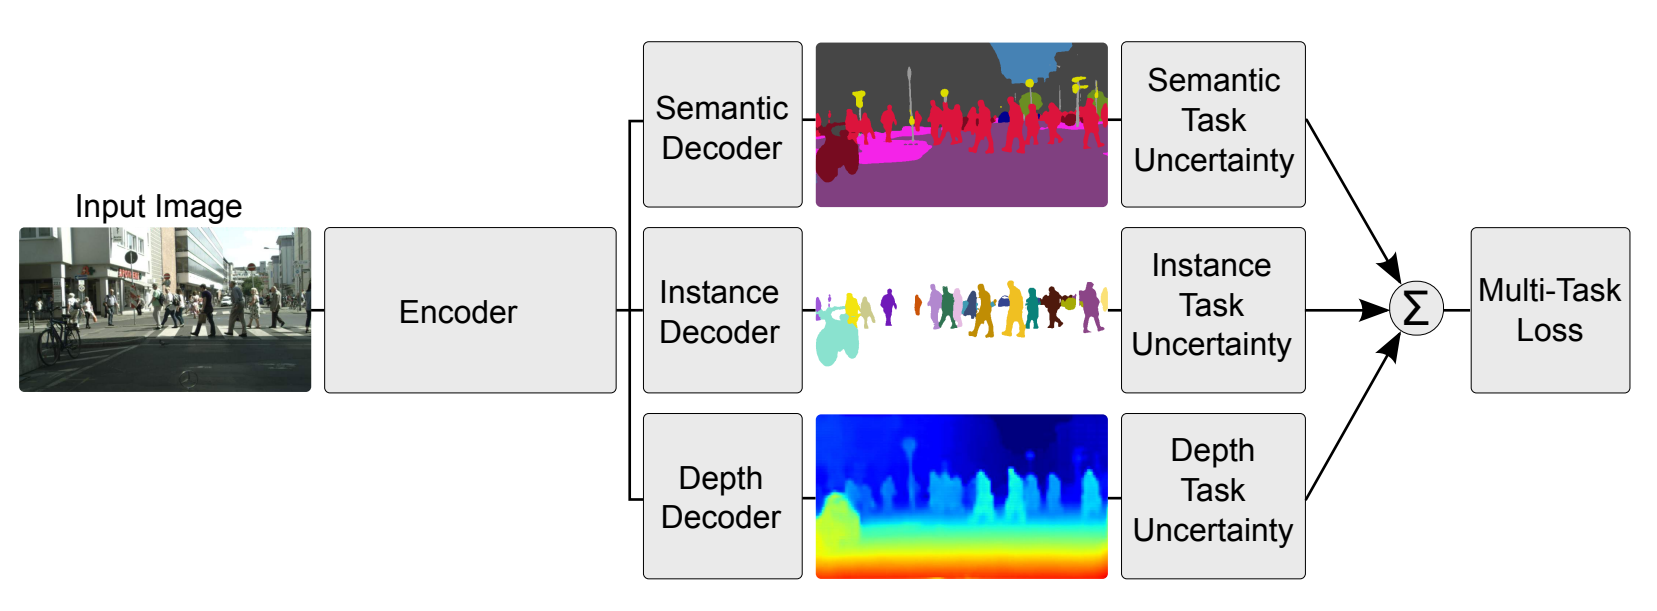 Input Image
Encoder
Semantic
Decoder
Instance
Decoder
Depth
Decoder
Semantic
Task
Uncertainty
Instance
Task
Uncertainty
Depth
Task
Uncertainty
Σ
Multi-Task
Loss